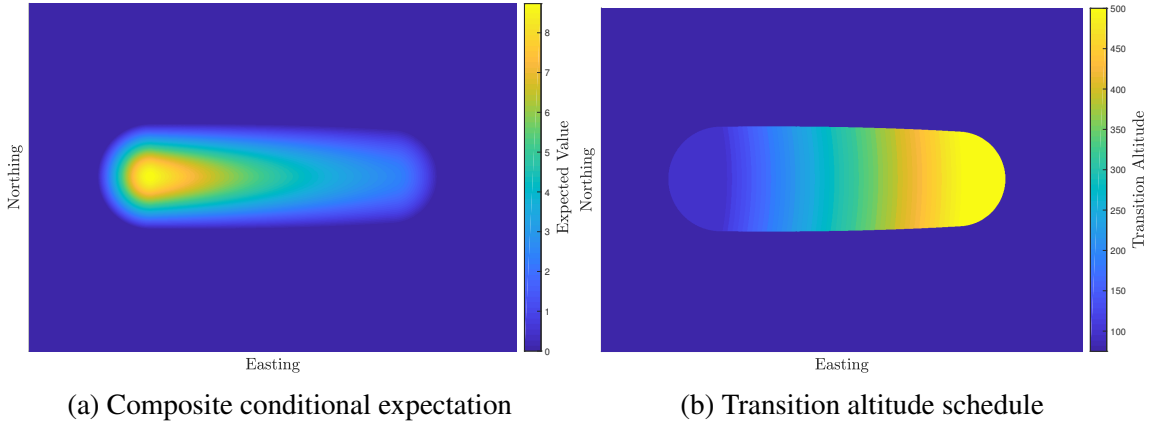 8
7
6
5
4
3
2
1
0
Expected Value
Northing
Easting
500
450
400
350
300
250
200
150
100
Transition Altitude
Northing
Easting
(a) Composite conditional expectation
(b) Transition altitude schedule